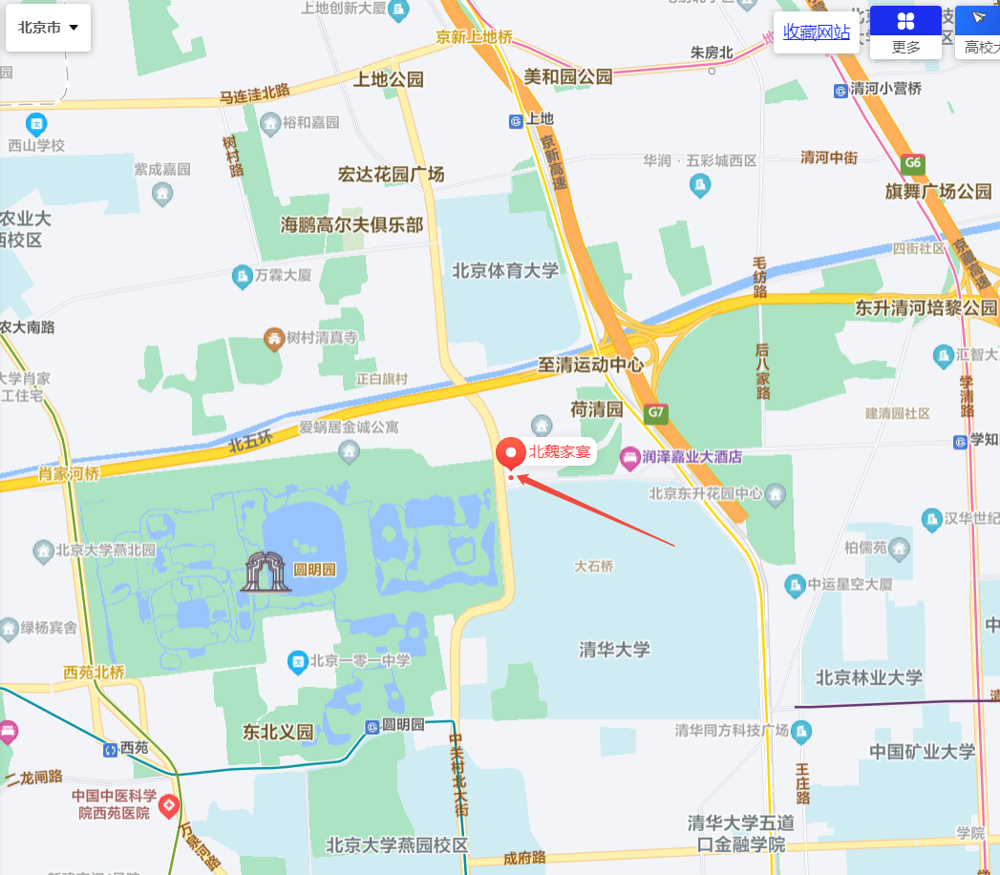 北京市
上地创新大厦
京新上地桥
收藏网站
更多
高校大
朱房北
上地公园
美和园公园
马连洼北路
清河小营桥
园
裕和嘉园
上地
西山学校
树村路
京新高速
清河中街
华润·五彩城西区
G6
紫成嘉园
宏达花园广场
旗舞广场公园
农业大
西校区
海鹏高尔夫俱乐部
四街社区
京藏高速
万霖大厦
北京体育大学
毛纺路
东升清河培黎公园
农大南路
树村清真寺
后八家路
汇智大
至清运动中心
大学肖家
工住宅
正白旗村
学清路
荷清园
G7
建清园社区
爱蜗居金诚公寓
北五环
学知
北魏家宴
润泽嘉业大酒店
肖家河桥
北京东升花园中心
汉华世纪
北京大学燕北园
柏儒苑
圆明园
大石桥
中运星空大厦
绿杨宾舍
中
清华大学
北京一零一中学
西苑北桥
北京林业大学
清
圆明园
东北义园
清华同方科技广场
西苑
中关村北大街
中国矿业大学
二龙闸路
王庄路
中国中医科学
院西苑医院
清华大学五道
口金融学院
万泉河路
学院
北京大学燕园校区
成府路
学